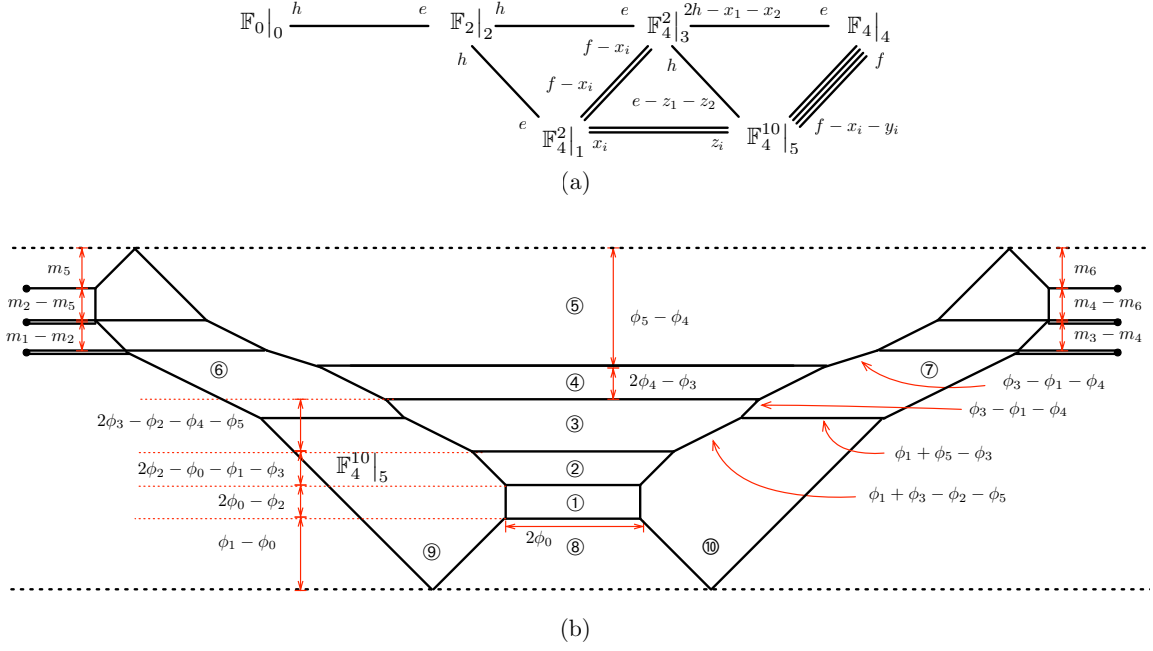 h e h e 2h − x₁ − x₂ e
𝔽₀|₀ 𝔽₂|₂ 𝔽₄²|₃ 𝔽₄|₄
h f − xᵢ h f
f − xᵢ
e − z₁ − z₂
e f − xᵢ − yᵢ
𝔽₄²|₁ xᵢ zᵢ 𝔽₄¹⁰|₅
(a)
m₅ m₆
m₂ − m₅ ⑤ m₄ − m₆
ϕ₅ − ϕ₄
m₁ − m₂ m₃ − m₄
⑥ ④ 2ϕ₄ − ϕ₃ ⑦ ϕ₃ − ϕ₁ − ϕ₄
ϕ₃ − ϕ₁ − ϕ₄
2ϕ₃ − ϕ₂ − ϕ₄ − ϕ₅ ③
ϕ₁ + ϕ₅ − ϕ₃
2ϕ₂ − ϕ₀ − ϕ₁ − ϕ₃ 𝔽₄¹⁰|₅ ②
2ϕ₀ − ϕ₂ ① ϕ₁ + ϕ₃ − ϕ₂ − ϕ₅
2ϕ₀
ϕ₁ − ϕ₀ ⑨ ⑧ ⑩
(b)